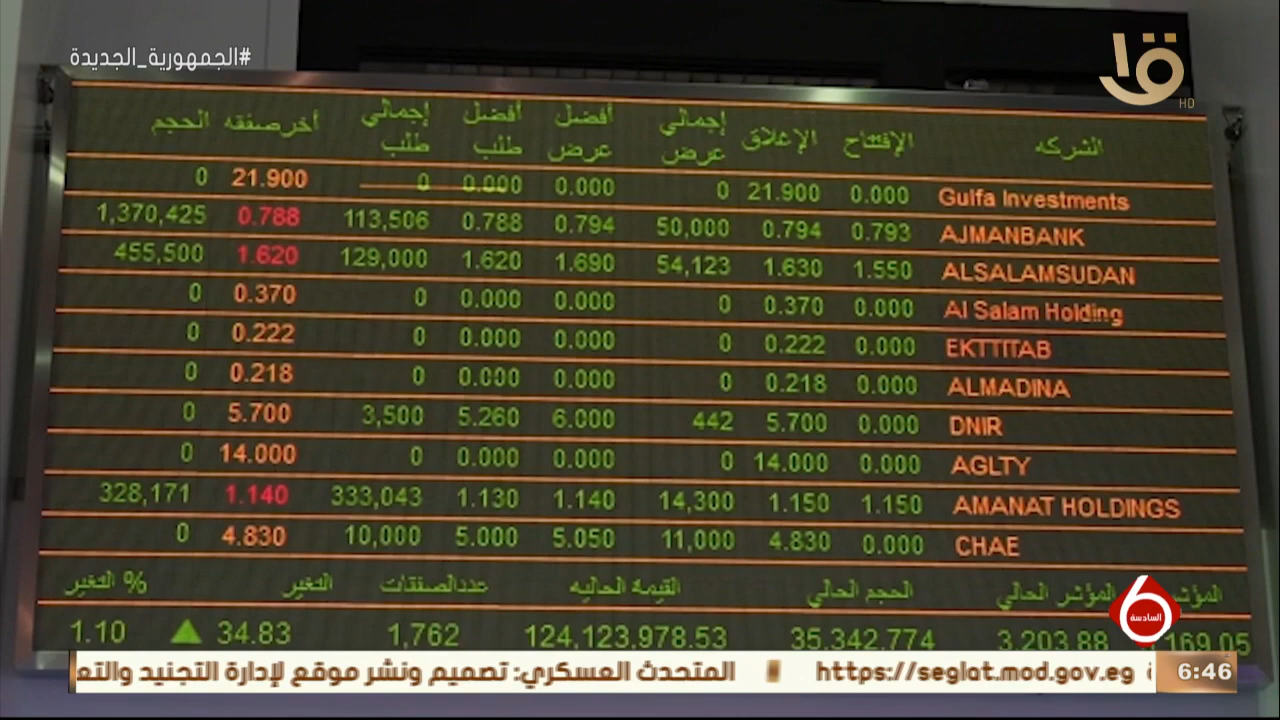 #الجمهورية_الجديدة
HD
الشركه الإفتتاح الإغلاق إجمالي عرض أفضل عرض أفضل طلب إجمالي طلب أخرصفقه الحجم
Gulfa Investments 0.000 21.900 0 0.000 0.000 0 21.900 0
AJMANBANK 0.793 0.794 50,000 0.794 0.788 113,506 0.788 1,370,425
ALSALAMSUDAN 1.550 1.630 54,123 1.690 1.620 129,000 1.620 455,500
Al Salam Holding 0.000 0.370 0 0.000 0.000 0 0.370 0
EKTTITAB 0.000 0.222 0 0.000 0.000 0 0.222 0
ALMADINA 0.000 0.218 0 0.000 0.000 0 0.218 0
DNIR 0.000 5.700 442 6.000 5.260 3,500 5.700 0
AGLTY 0.000 14.000 0 0.000 0.000 0 14.000 0
AMANAT HOLDINGS 1.150 1.150 14,300 1.140 1.130 333,043 1.140 328,171
CHAE 0.000 4.830 11,000 5.050 5.000 10,000 4.830 0
المؤشر الحالي الحجم الحالي القيمة الحاليه عددالصفقات التغير % التغير
169.05 3,203.88 35,342,774 124,123,978.53 1,762 34.83 ▲ 1.10
6 السادسة
https://seglat.mod.gov.eg المتحدث العسكري: تصميم ونشر موقع لإدارة التجنيد
6:46